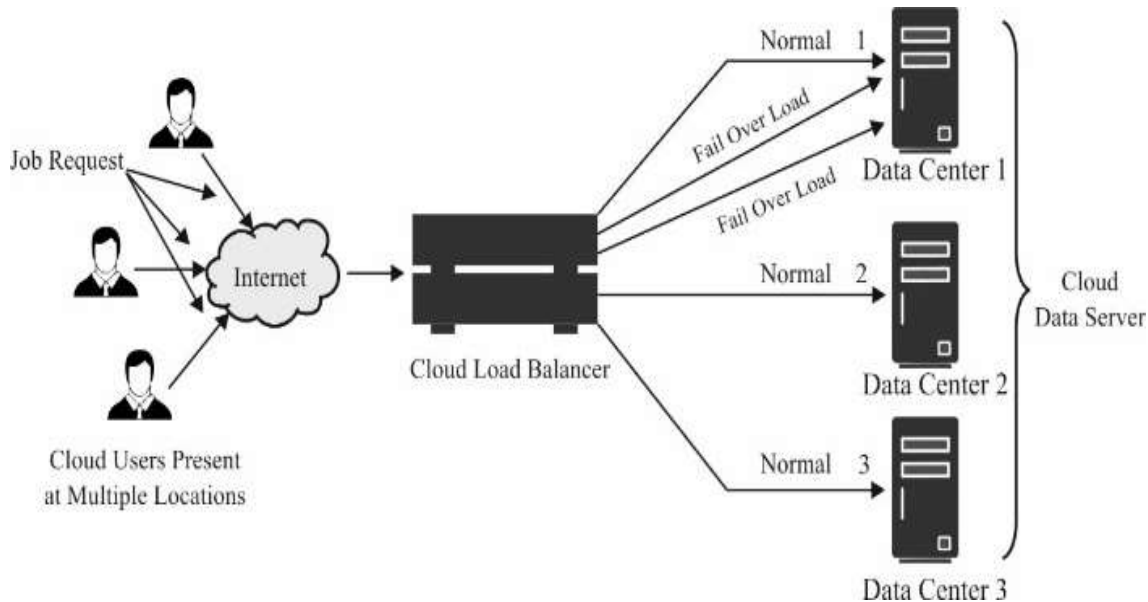 Job Request
Internet
Cloud Users Present
at Multiple Locations
Cloud Load Balancer
Normal 1
Fail Over Load
Fail Over Load
Data Center 1
Normal 2
Data Center 2
Normal 3
Data Center 3
Cloud
Data Server